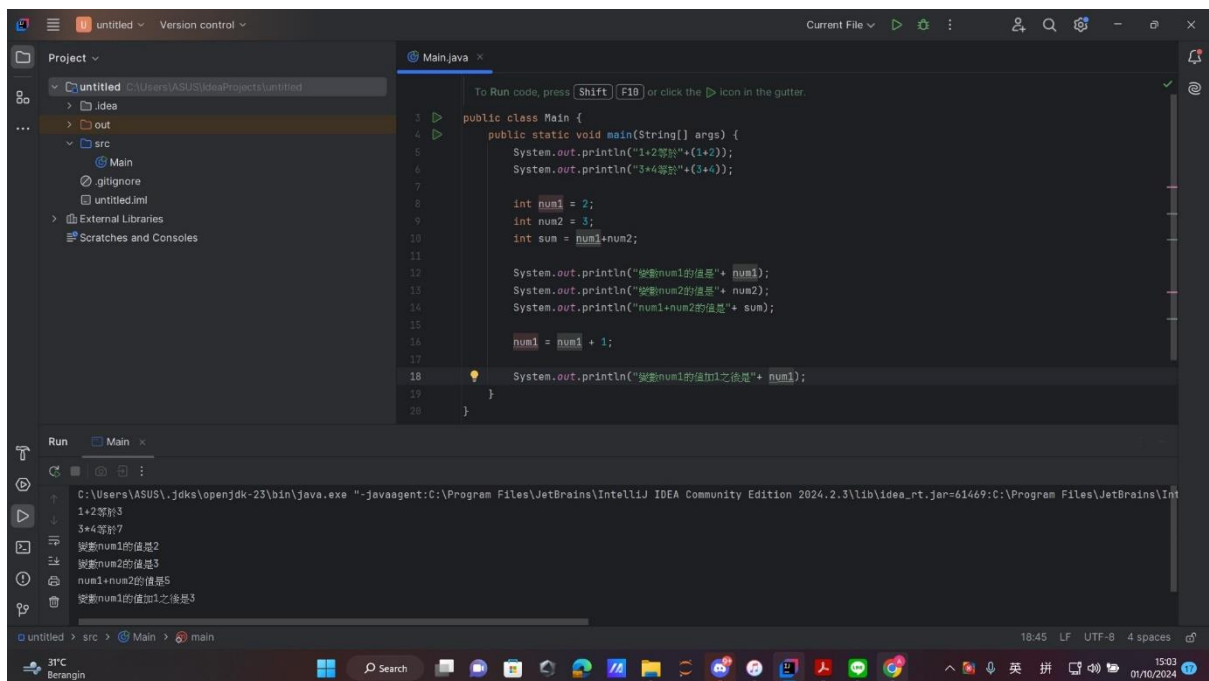 untitled
Version control
Current File
Project
Main.java
untitled C:\Users\ASUS\IdeaProjects\untitled
.idea
out
src
Main
.gitignore
untitled.iml
External Libraries
Scratches and Consoles
To Run code, press Shift F10 or click the icon in the gutter.
3 public class Main {
4 public static void main(String[] args) {
5 System.out.println("1+2等於"+(1+2));
6 System.out.println("3*4等於"+(3+4));
7
8 int num1 = 2;
9 int num2 = 3;
10 int sum = num1+num2;
11
12 System.out.println("變數num1的值是"+ num1);
13 System.out.println("變數num2的值是"+ num2);
14 System.out.println("num1+num2的值是"+ sum);
15
16 num1 = num1 + 1;
17
18 System.out.println("變數num1的值加1之後是"+ num1);
19 }
20 }
Run Main
C:\Users\ASUS\.jdks\openjdk-23\bin\java.exe "-javaagent:C:\Program Files\JetBrains\IntelliJ IDEA Community Edition 2024.2.3\lib\idea_rt.jar=61469:C:\Program Files\JetBrains\Int
1+2等於3
3*4等於7
變數num1的值是2
變數num2的值是3
num1+num2的值是5
變數num1的值加1之後是3
untitled > src > Main > main
18:45 LF UTF-8 4 spaces
31°C
Berangin
Search
英 拼
15:03
01/10/2024
17